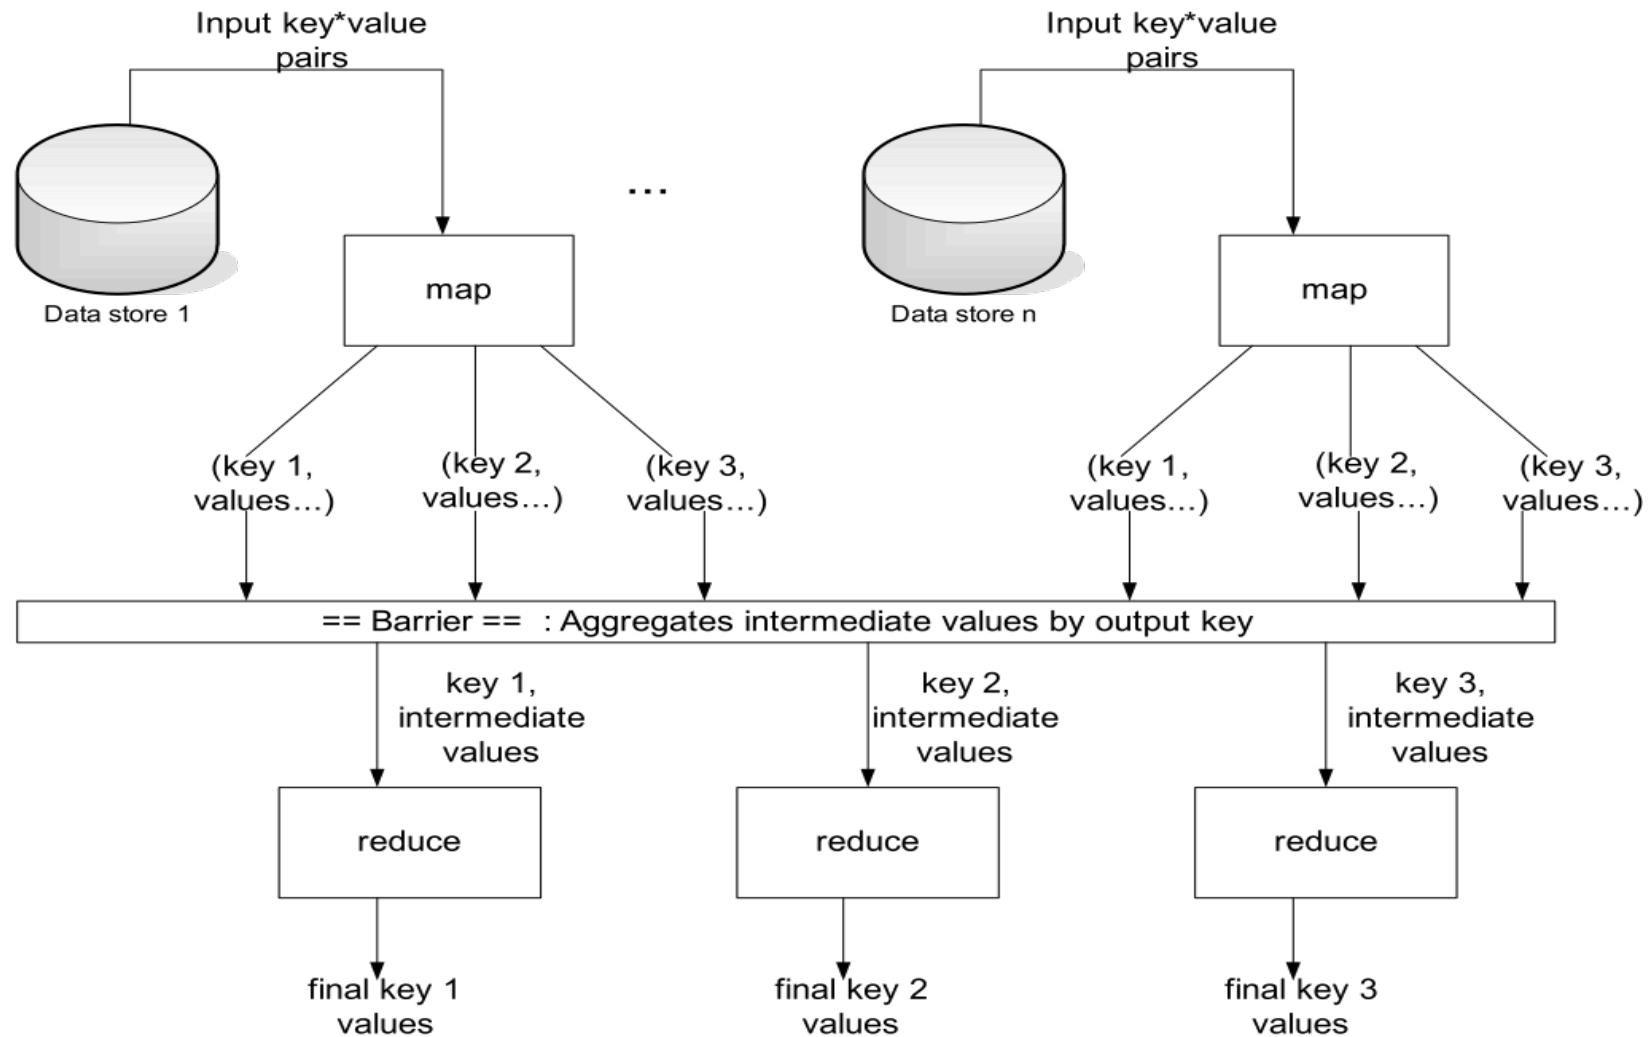 Input key*value
pairs
Input key*value
pairs
...
Data store 1
map
Data store n
map
(key 1,
values...)
(key 2,
values...)
(key 3,
values...)
(key 1,
values...)
(key 2,
values...)
(key 3,
values...)
== Barrier == : Aggregates intermediate values by output key
key 1,
intermediate
values
key 2,
intermediate
values
key 3,
intermediate
values
reduce
reduce
reduce
final key 1
values
final key 2
values
final key 3
values